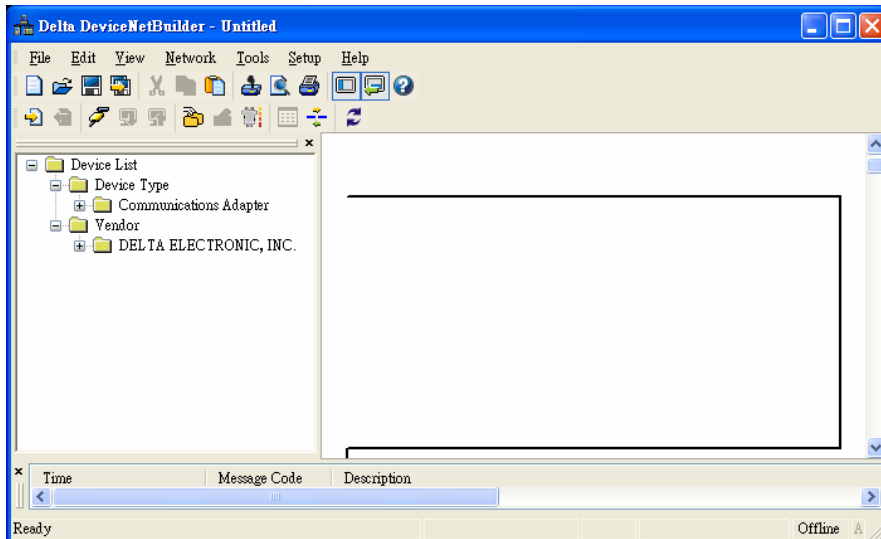 Delta DeviceNetBuilder - Untitled
File Edit View Network Tools Setup Help
Device List
Device Type
Communications Adapter
Vendor
DELTA ELECTRONIC, INC.
Time Message Code Description
Ready Offline A